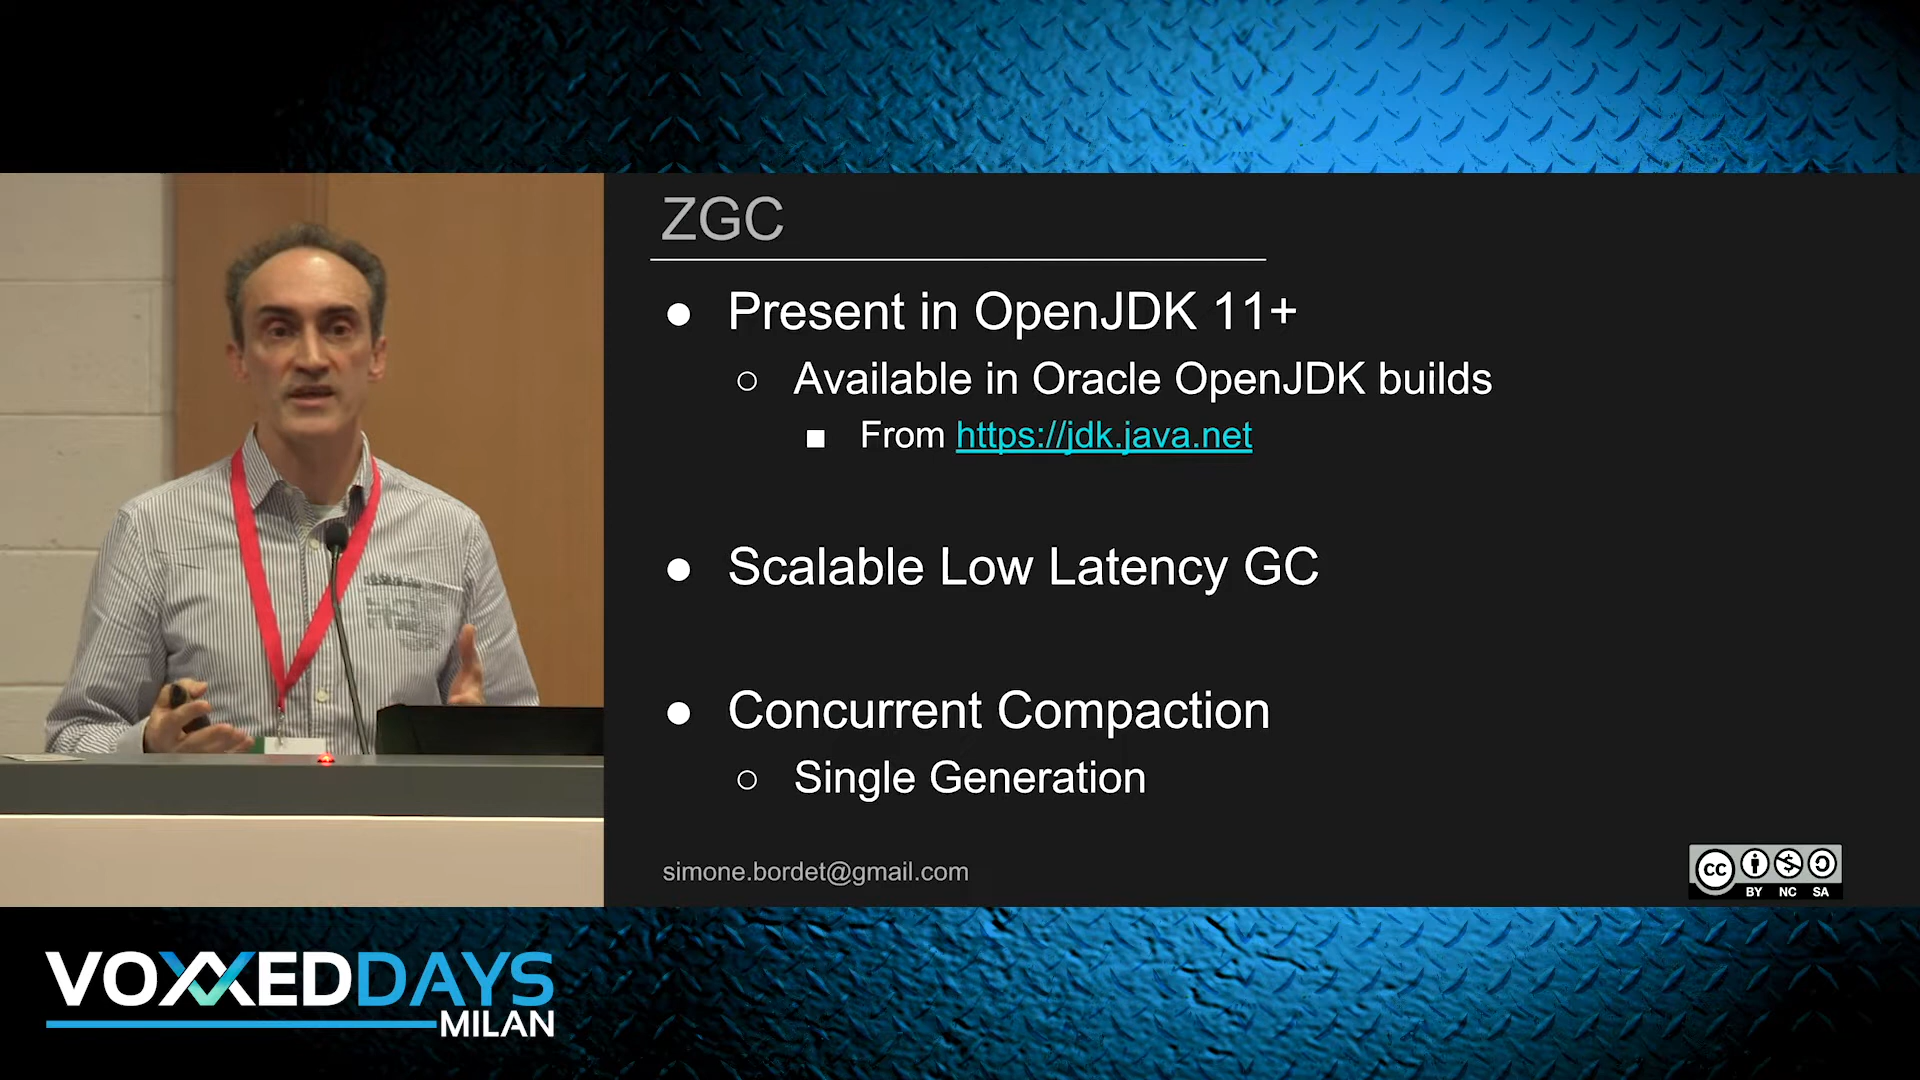 ZGC
● Present in OpenJDK 11+
○ Available in Oracle OpenJDK builds
■ From https://jdk.java.net
● Scalable Low Latency GC
● Concurrent Compaction
○ Single Generation
simone.bordet@gmail.com
cc
BY NC SA
VOXXEDDAYS
MILAN